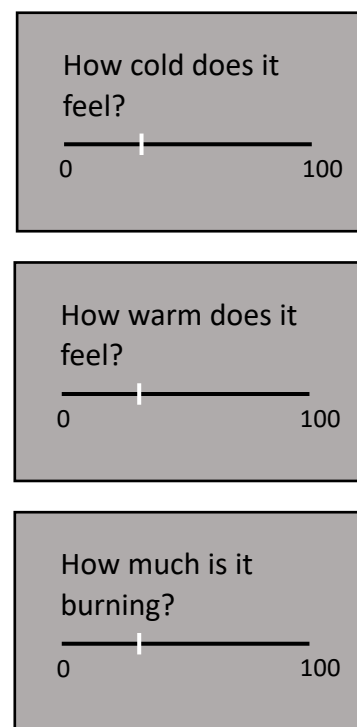 How cold does it
feel?
0 100
How warm does it
feel?
0 100
How much is it
burning?
0 100